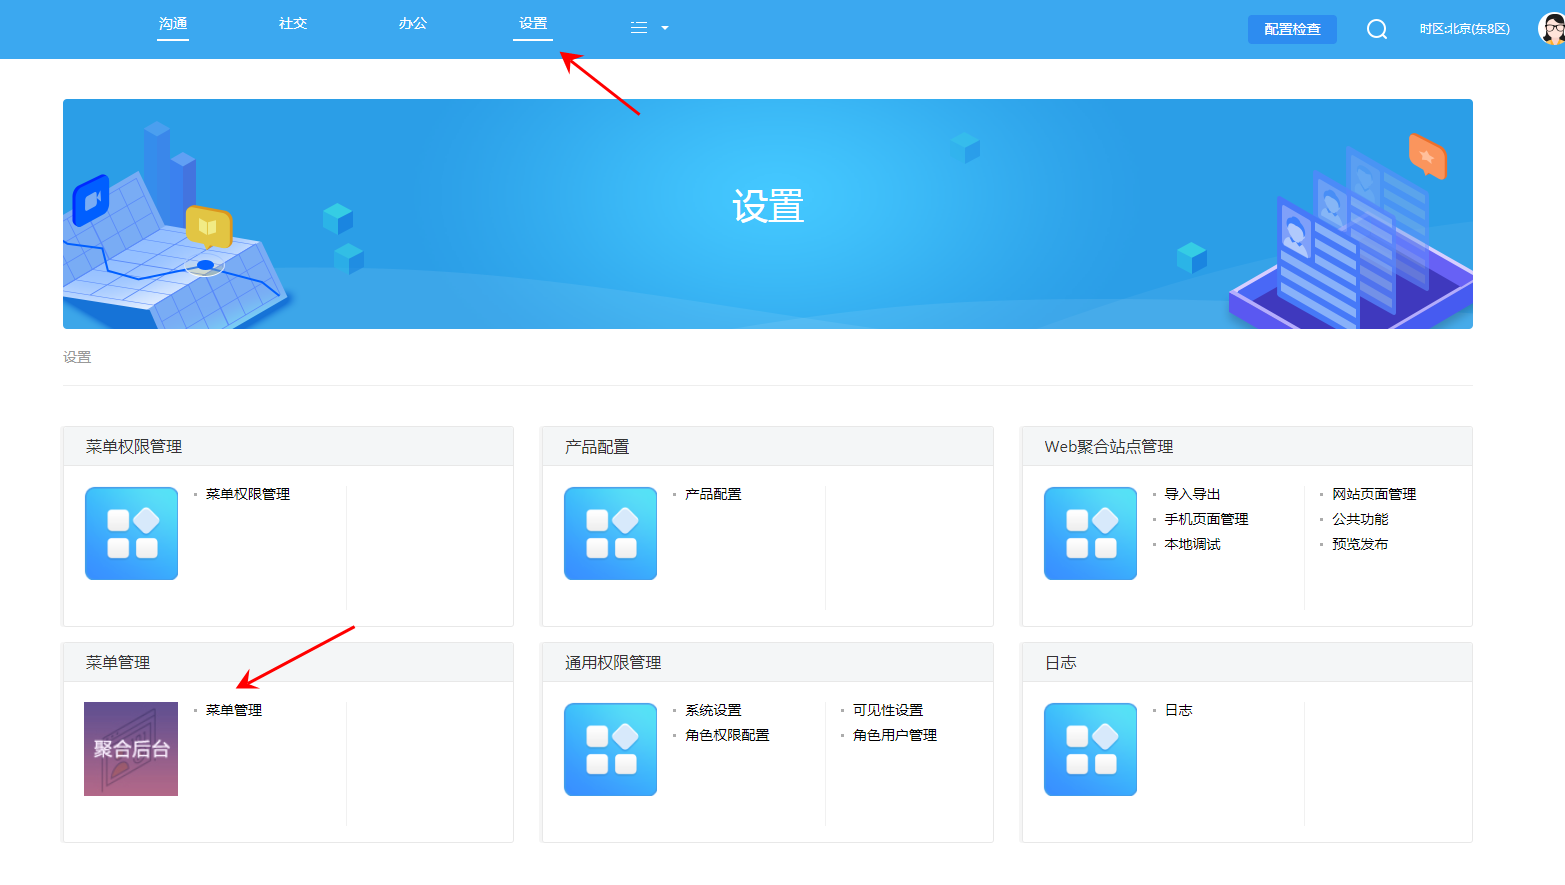 沟通 社交 办公 设置 配置检查 时区:北京(东8区)
设置
设置
菜单权限管理
菜单权限管理
产品配置
产品配置
Web聚合站点管理
导入导出 网站页面管理
手机页面管理 公共功能
本地调试 预览发布
菜单管理
聚合后台
菜单管理
通用权限管理
系统设置 可见性设置
角色权限配置 角色用户管理
日志
日志